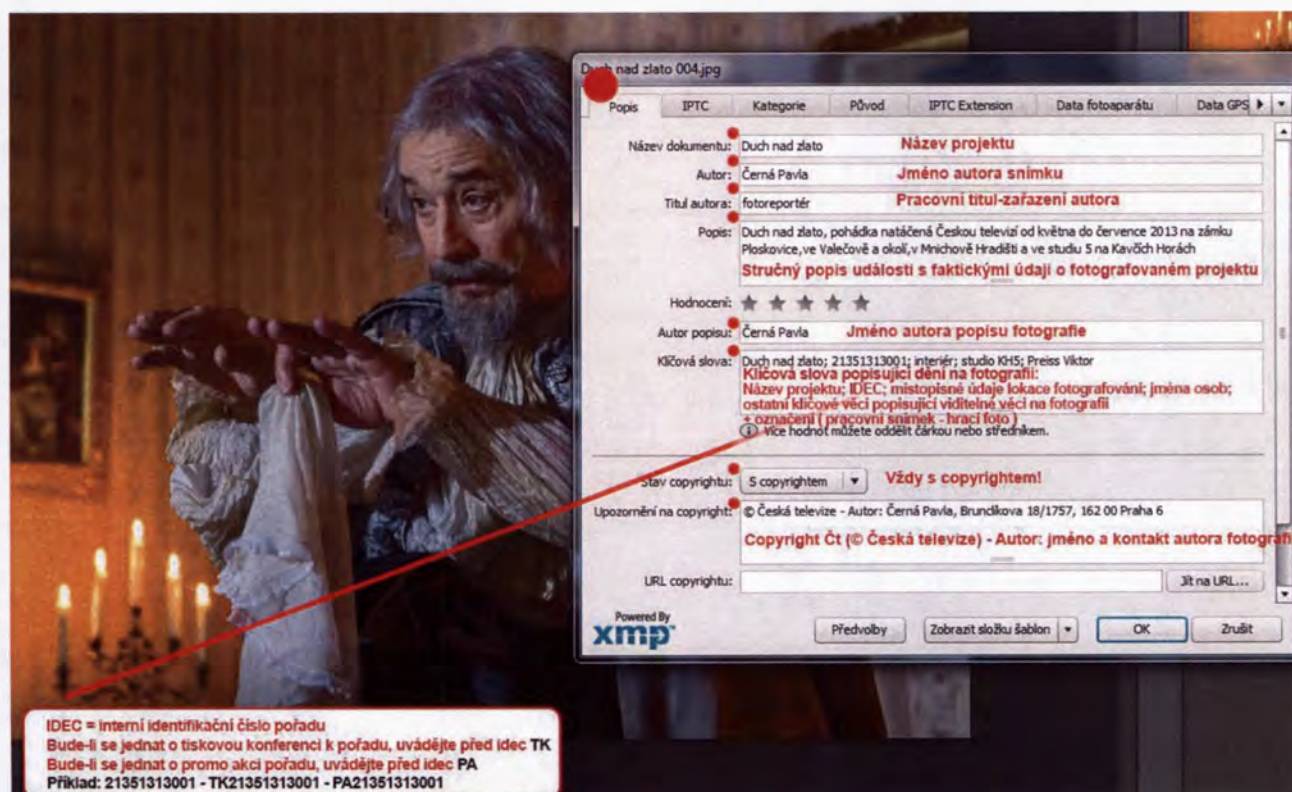 Duch nad zlato 004.jpg
Popis IPTC Kategorie Původ IPTC Extension Data fotoaparátu Data GPS
Název dokumentu: Duch nad zlato Název projektu
Autor: Černá Pavla Jméno autora snímku
Titul autora: fotoreportér Pracovní titul-zařazení autora
Popis: Duch nad zlato, pohádka natáčená Českou televizí od května do července 2013 na zámku
Ploskovice,ve Valečově a okolí,v Mnichově Hradišti a ve studiu 5 na Kavčích Horách
Stručný popis události s faktickými údaji o fotografovaném projektu
Hodnocení:
Autor popisu: Černá Pavla Jméno autora popisu fotografie
Klíčová slova: Duch nad zlato; 21351313001; interiér; studio KH5; Preiss Viktor
Klíčová slova popisující dění na fotografii:
Název projektu; IDEC; místopisné údaje lokace fotografování; jména osob;
ostatní klíčové věci popisující viditelné věci na fotografii
+ označení ( pracovní snímek - hrací foto )
Více hodnot můžete oddělit čárkou nebo středníkem.
Stav copyrightu: S copyrightem Vždy s copyrightem!
Upozornění na copyright: © Česká televize - Autor: Černá Pavla, Brunclíkova 18/1757, 162 00 Praha 6
Copyright Čt (© Česká televize) - Autor: jméno a kontakt autora fotografi
URL copyrightu: Jít na URL...
Powered By
xmp Předvolby Zobrazit složku šablon OK Zrušit
IDEC = interní identifikační číslo pořadu
Bude-li se jednat o tiskovou konferenci k pořadu, uvádějte před idec TK
Bude-li se jednat o promo akci pořadu, uvádějte před idec PA
Příklad: 21351313001 - TK21351313001 - PA21351313001